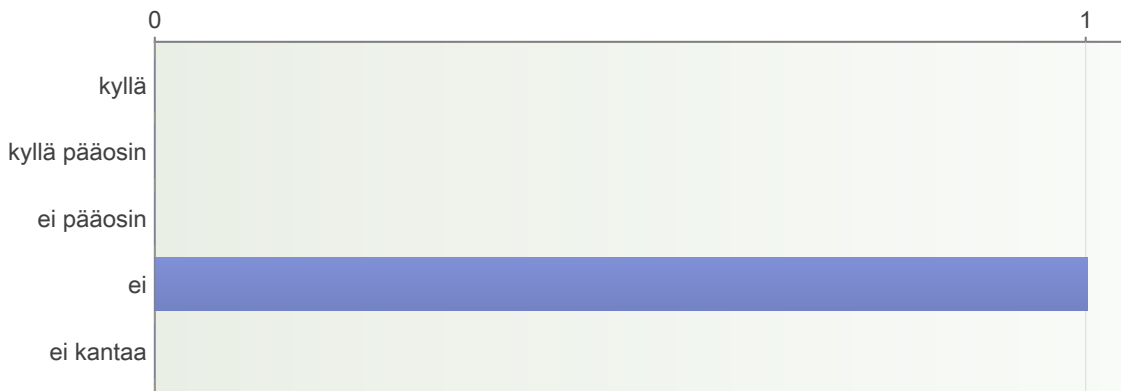 0 1
kyllä
kyllä pääosin
ei pääosin
ei
ei kantaa